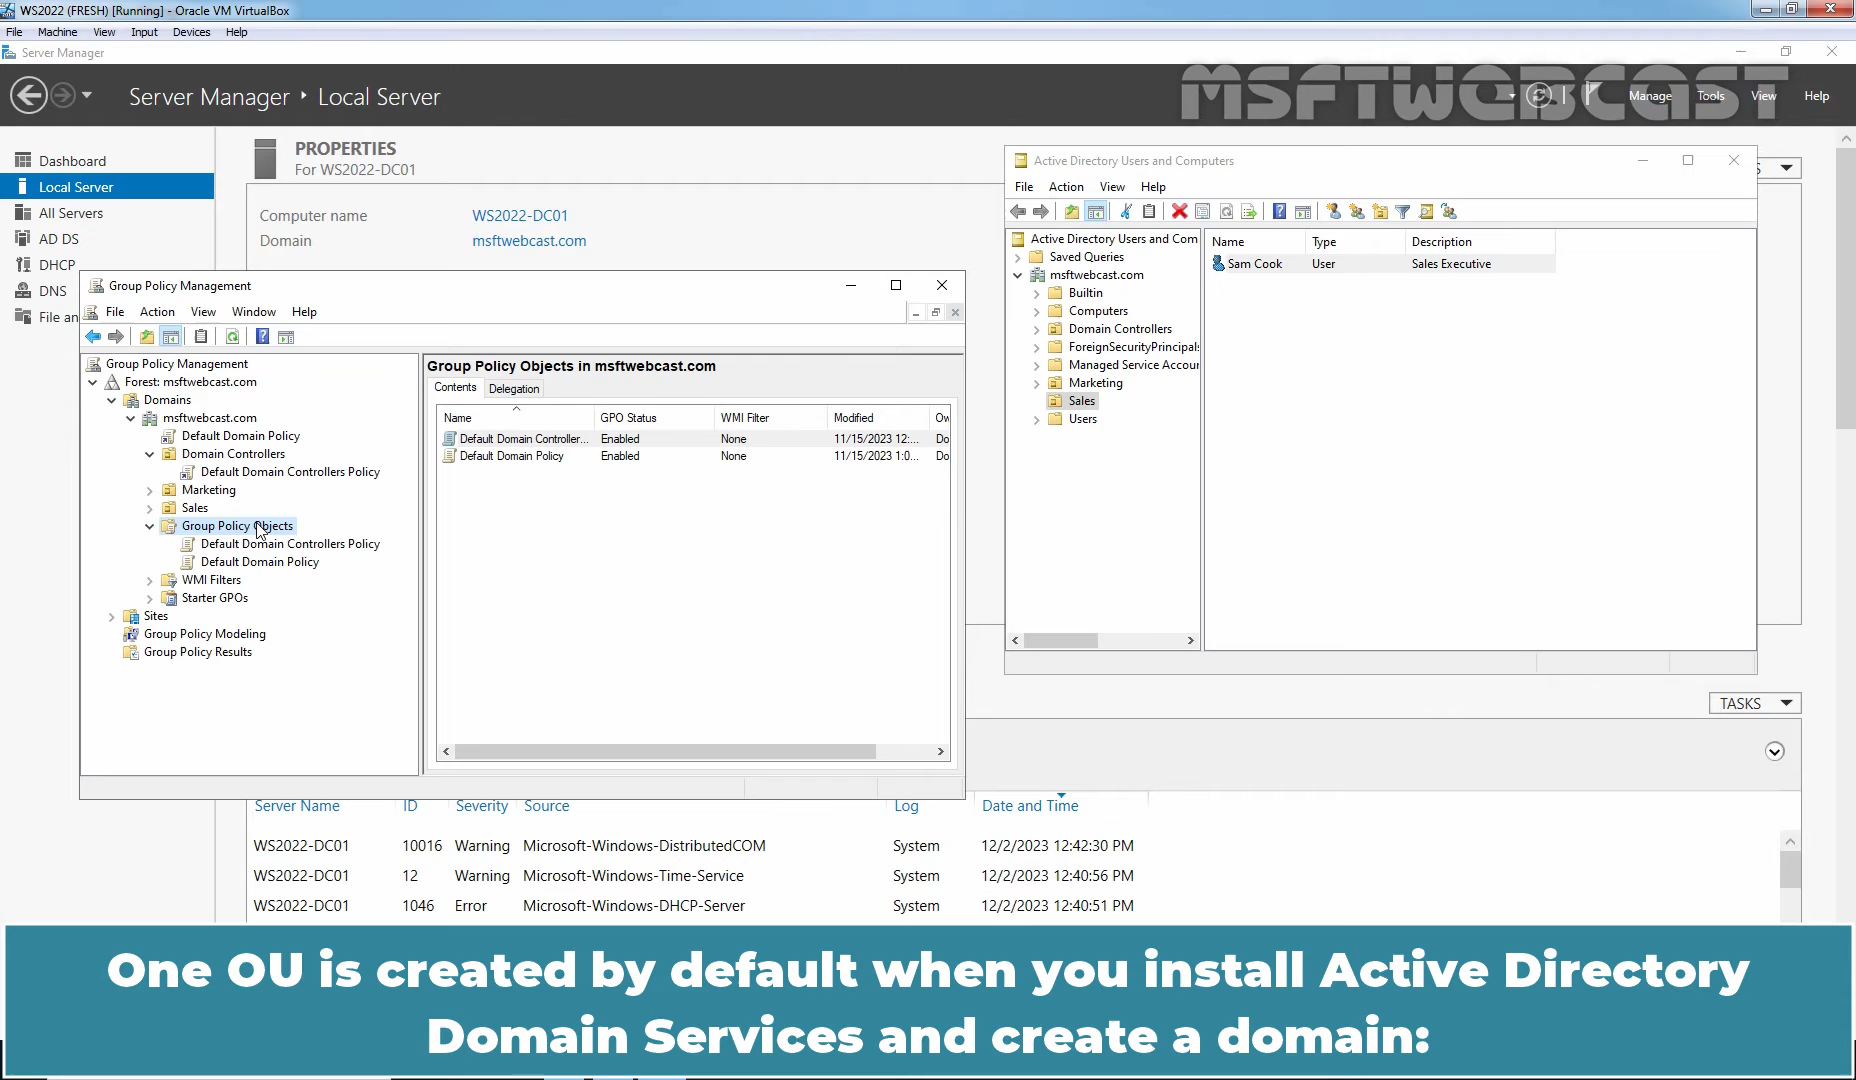 WS2022 (FRESH) [Running] - Oracle VM VirtualBox
File Machine View Input Devices Help
Server Manager
Server Manager ‣ Local Server
MSFTWEBCAST
Manage Tools View Help
Dashboard
Local Server
All Servers
AD DS
DHCP
DNS
File an
PROPERTIES
For WS2022-DC01
Computer name WS2022-DC01
Domain msftwebcast.com
Group Policy Management
File Action View Window Help
Group Policy Management
Forest: msftwebcast.com
Domains
msftwebcast.com
Default Domain Policy
Domain Controllers
Default Domain Controllers Policy
Marketing
Sales
Group Policy Objects
Default Domain Controllers Policy
Default Domain Policy
WMI Filters
Starter GPOs
Sites
Group Policy Modeling
Group Policy Results
Group Policy Objects in msftwebcast.com
Contents Delegation
Name GPO Status WMI Filter Modified Ow
Default Domain Controller... Enabled None 11/15/2023 12:... Do
Default Domain Policy Enabled None 11/15/2023 1:0... Do
Active Directory Users and Computers
File Action View Help
Active Directory Users and Com
Saved Queries
msftwebcast.com
Builtin
Computers
Domain Controllers
ForeignSecurityPrincipals
Managed Service Accour
Marketing
Sales
Users
Name Type Description
Sam Cook User Sales Executive
S
TASKS
Server Name ID Severity Source Log Date and Time
WS2022-DC01 10016 Warning Microsoft-Windows-DistributedCOM System 12/2/2023 12:42:30 PM
WS2022-DC01 12 Warning Microsoft-Windows-Time-Service System 12/2/2023 12:40:56 PM
WS2022-DC01 1046 Error Microsoft-Windows-DHCP-Server System 12/2/2023 12:40:51 PM
One OU is created by default when you install Active Directory
Domain Services and create a domain: